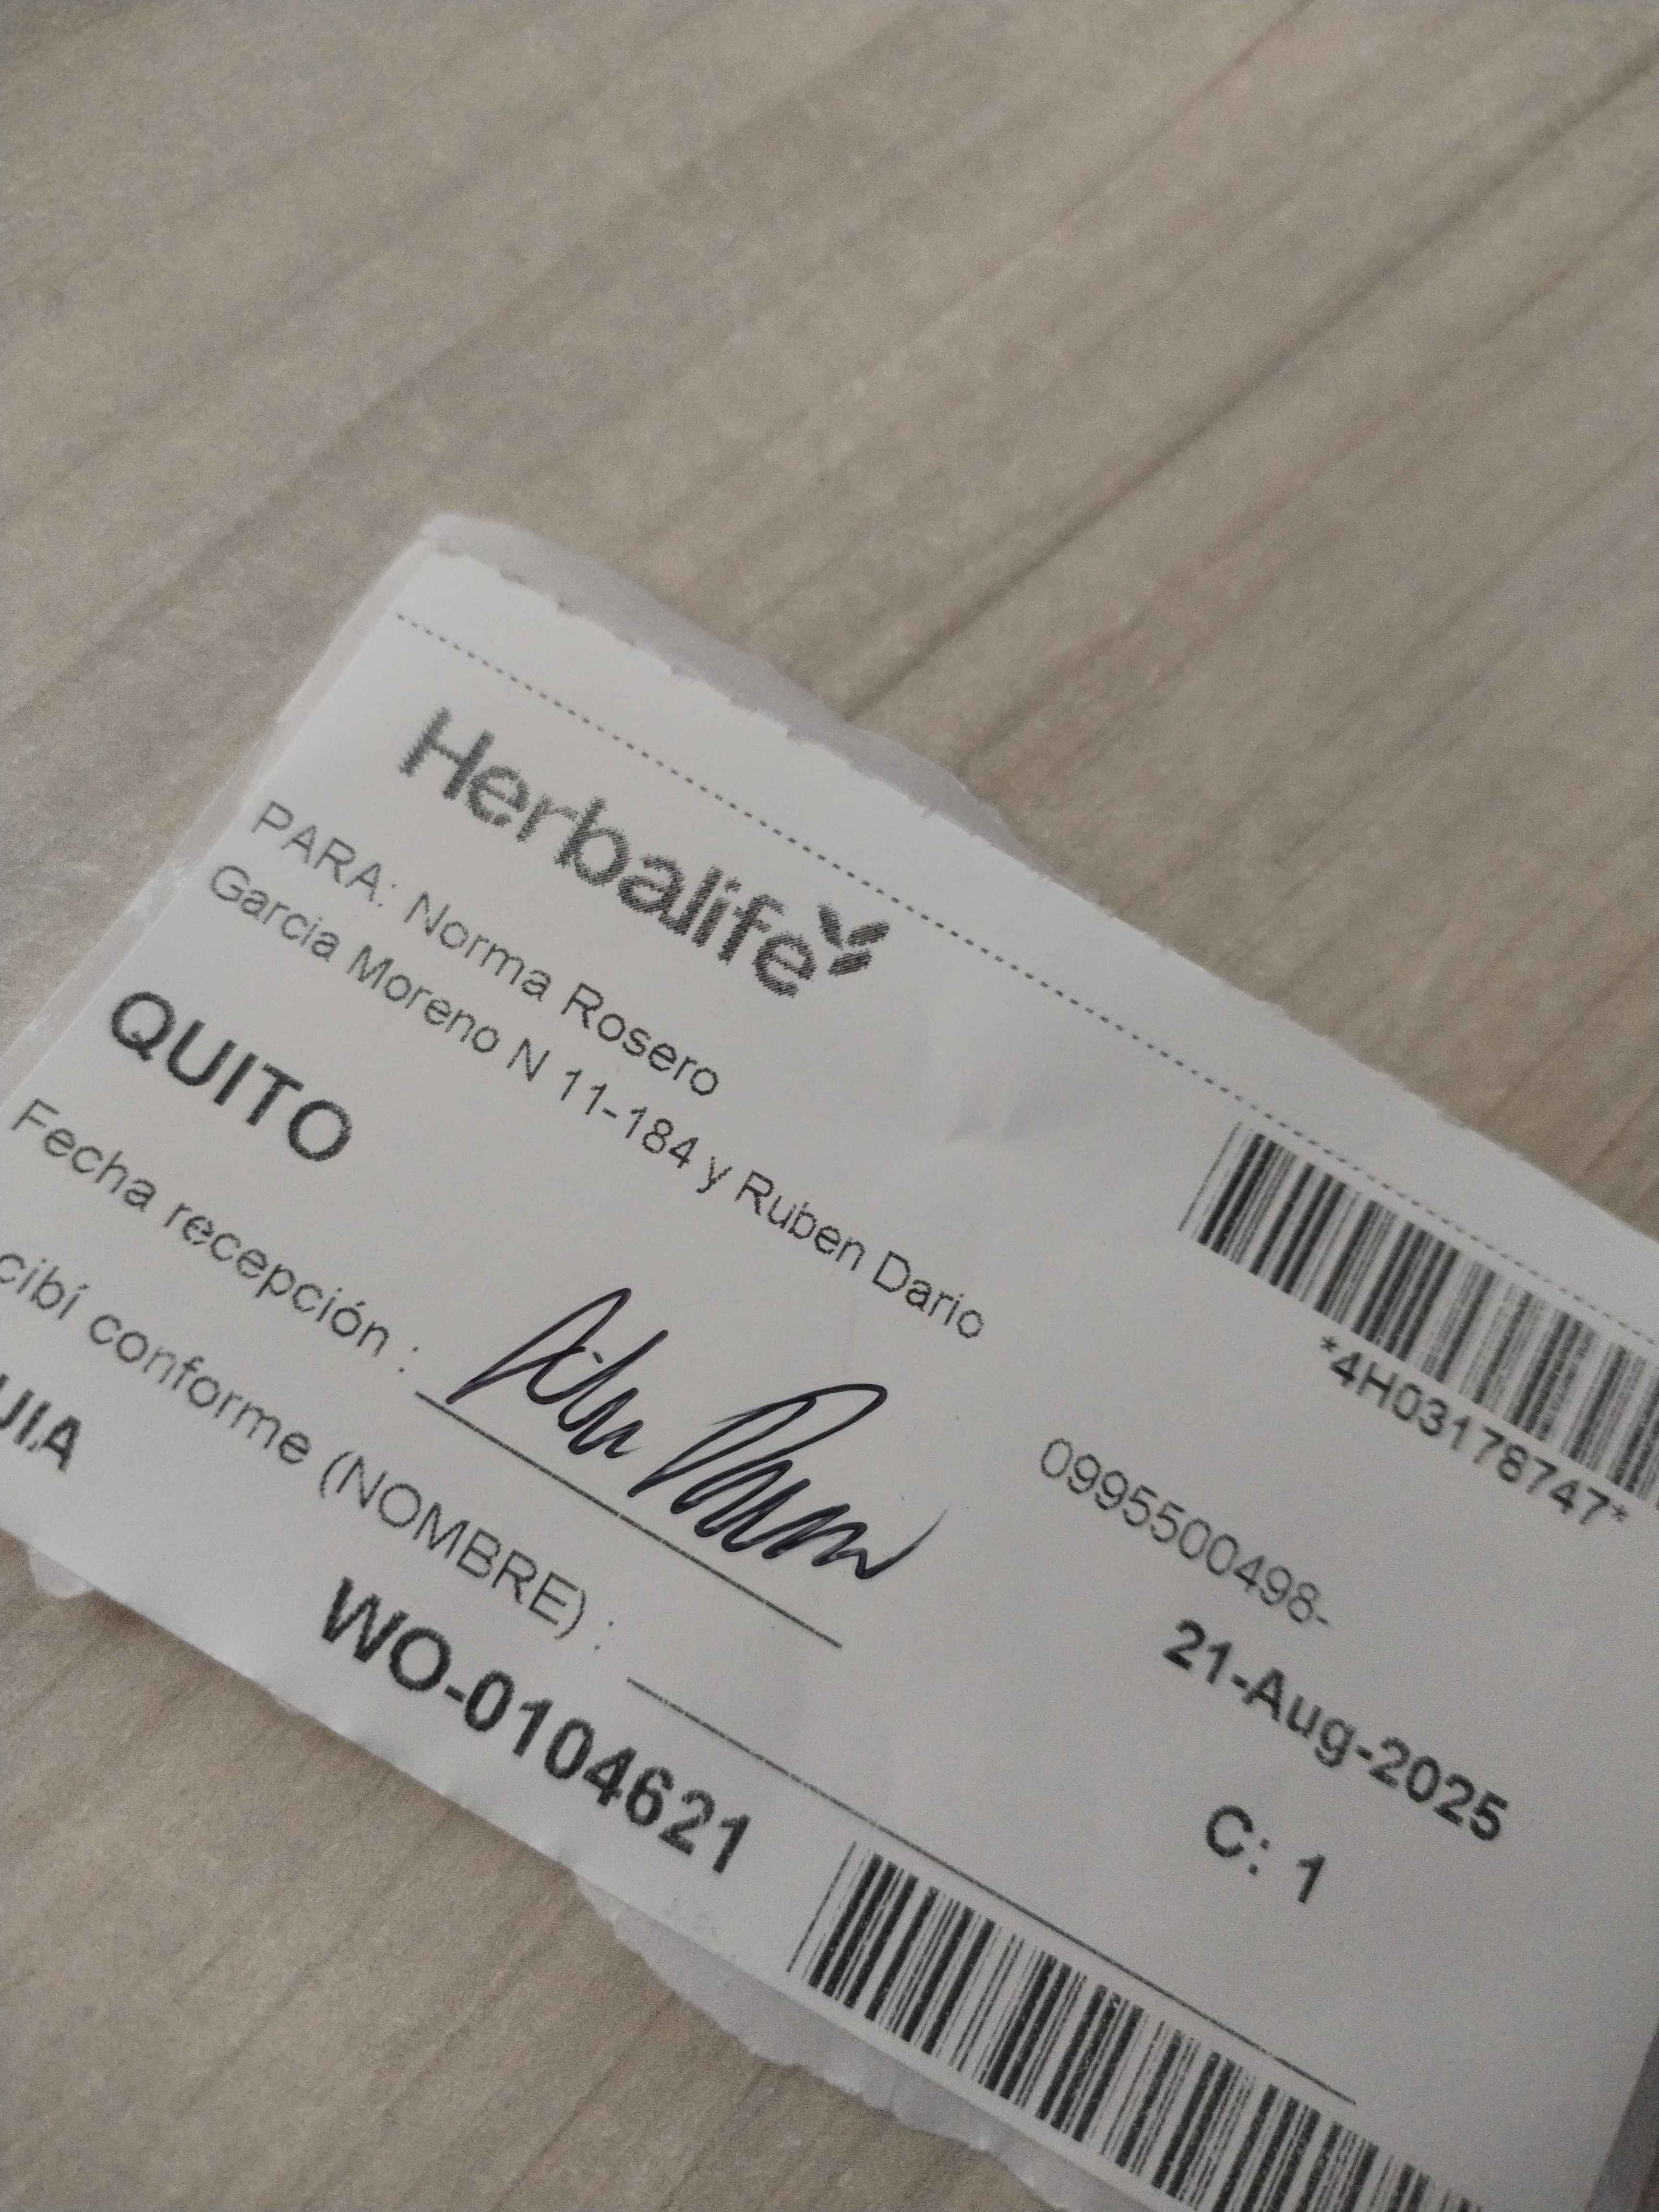 Herbalife
*4H03178747*
PARA: Norma Rosero
Garcia Moreno N 11-184 y Ruben Dario
0995500498-
QUITO
21-Aug-2025
Fecha recepción :
C: 1
cibí conforme (NOMBRE) :
UIA WO-0104621